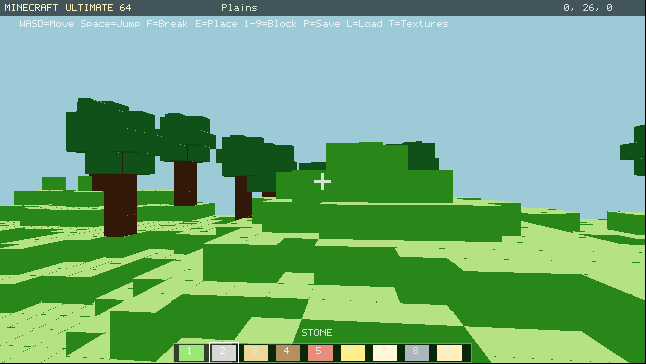 MINECRAFT ULTIMATE 64 Plains 0, 26, 0
WASD=Move Space=Jump F=Break E=Place 1-9=Block P=Save L=Load T=Textures
STONE
1 2 3 4 5 7 8